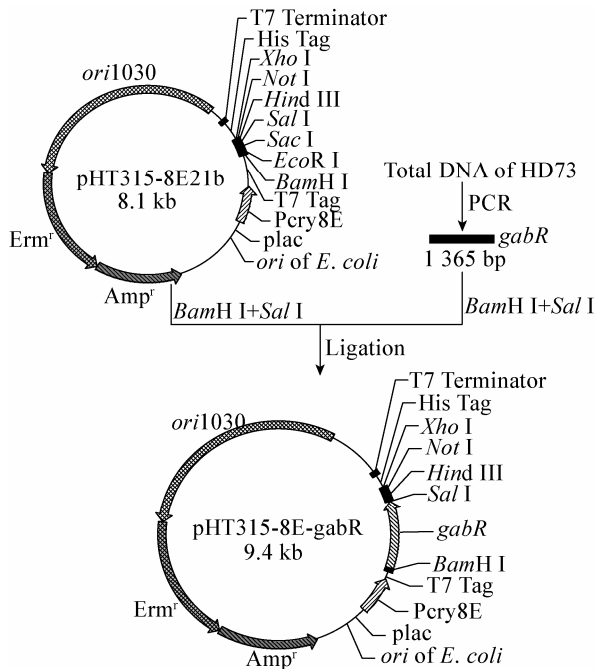 T7 Terminator
His Tag
Xho I
Not I
Hind III
Sal I
Sac I
EcoR I
BamH I
T7 Tag
Pcry8E
plac
ori of E. coli
ori1030
pHT315-8E21b
8.1 kb
Ermʳ
Ampʳ
Total DNA of HD73
PCR
gabR
1 365 bp
BamH I+Sal I
BamH I+Sal I
Ligation
T7 Terminator
His Tag
Xho I
Not I
Hind III
Sal I
gabR
BamH I
T7 Tag
Pcry8E
plac
ori of E. coli
ori1030
pHT315-8E-gabR
9.4 kb
Ermʳ
Ampʳ